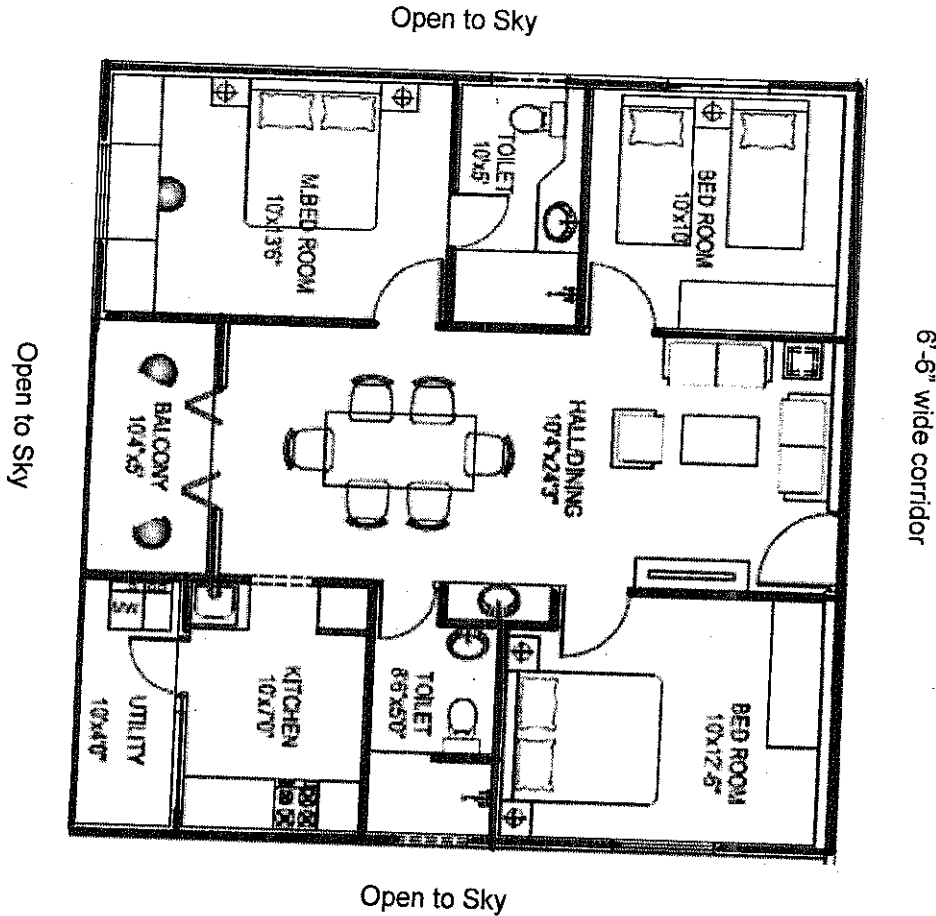 Open to Sky
M.BED ROOM
10'x13'6"
TOILET
10'x5'
BED ROOM
10'x10'
6'-6" wide corridor
Open to Sky
BALCONY
10'4"x5'
HALL/DINING
10'4"x24'3"
UTILITY
10'x4'0"
KITCHEN
10'x7'0"
TOILET
8'6"x5'0"
BED ROOM
10'x12'-6"
Open to Sky